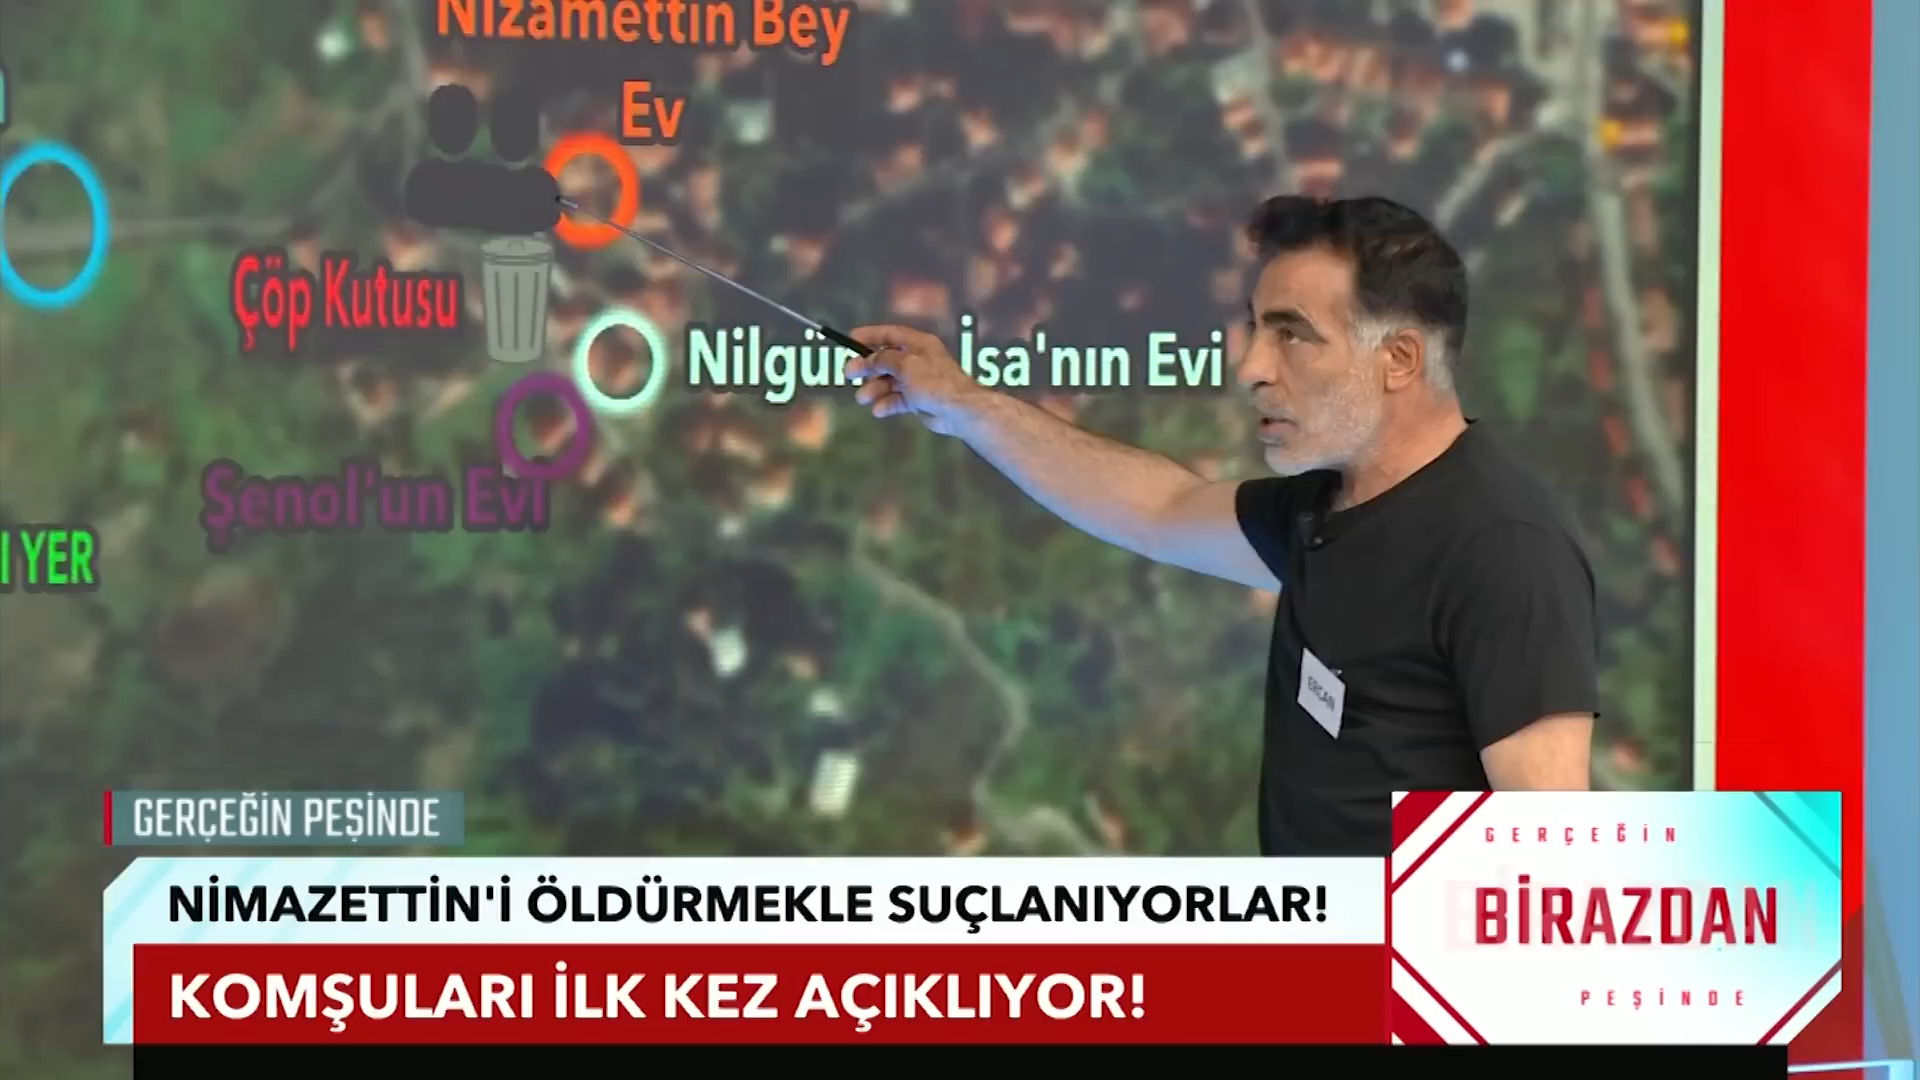 Nizamettin Bey
Ev
Çöp Kutusu
Nilgün
İsa'nın Evi
Şenol'un Evi
I YER
ERCAN
GERÇEĞİN PEŞİNDE
NİMAZETTİN'İ ÖLDÜRMEKLE SUÇLANIYORLAR!
KOMŞULARI İLK KEZ AÇIKLIYOR!
GERÇEĞİN
BİRAZDAN
PEŞİNDE